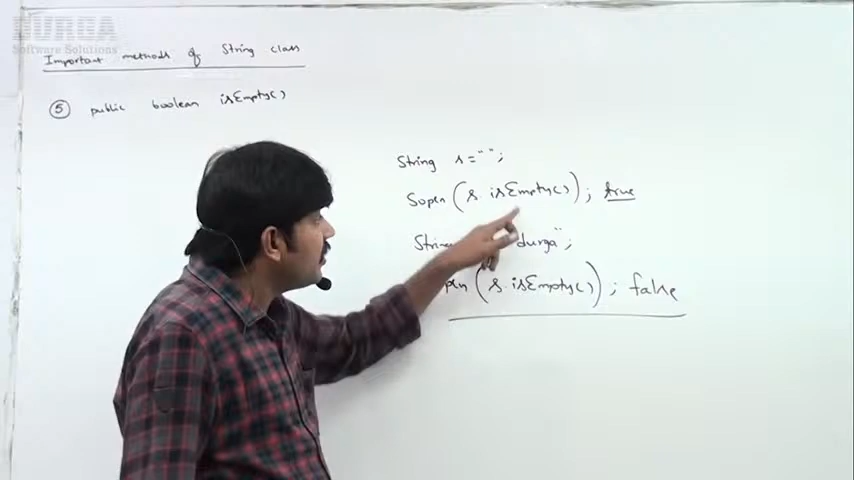 DURGA
Software Solutions
Important methods of String class
⑤ public boolean isEmpty()
String s="";
Sopln(s.isEmpty()); true
durga";
pln(s.isEmpty()); false